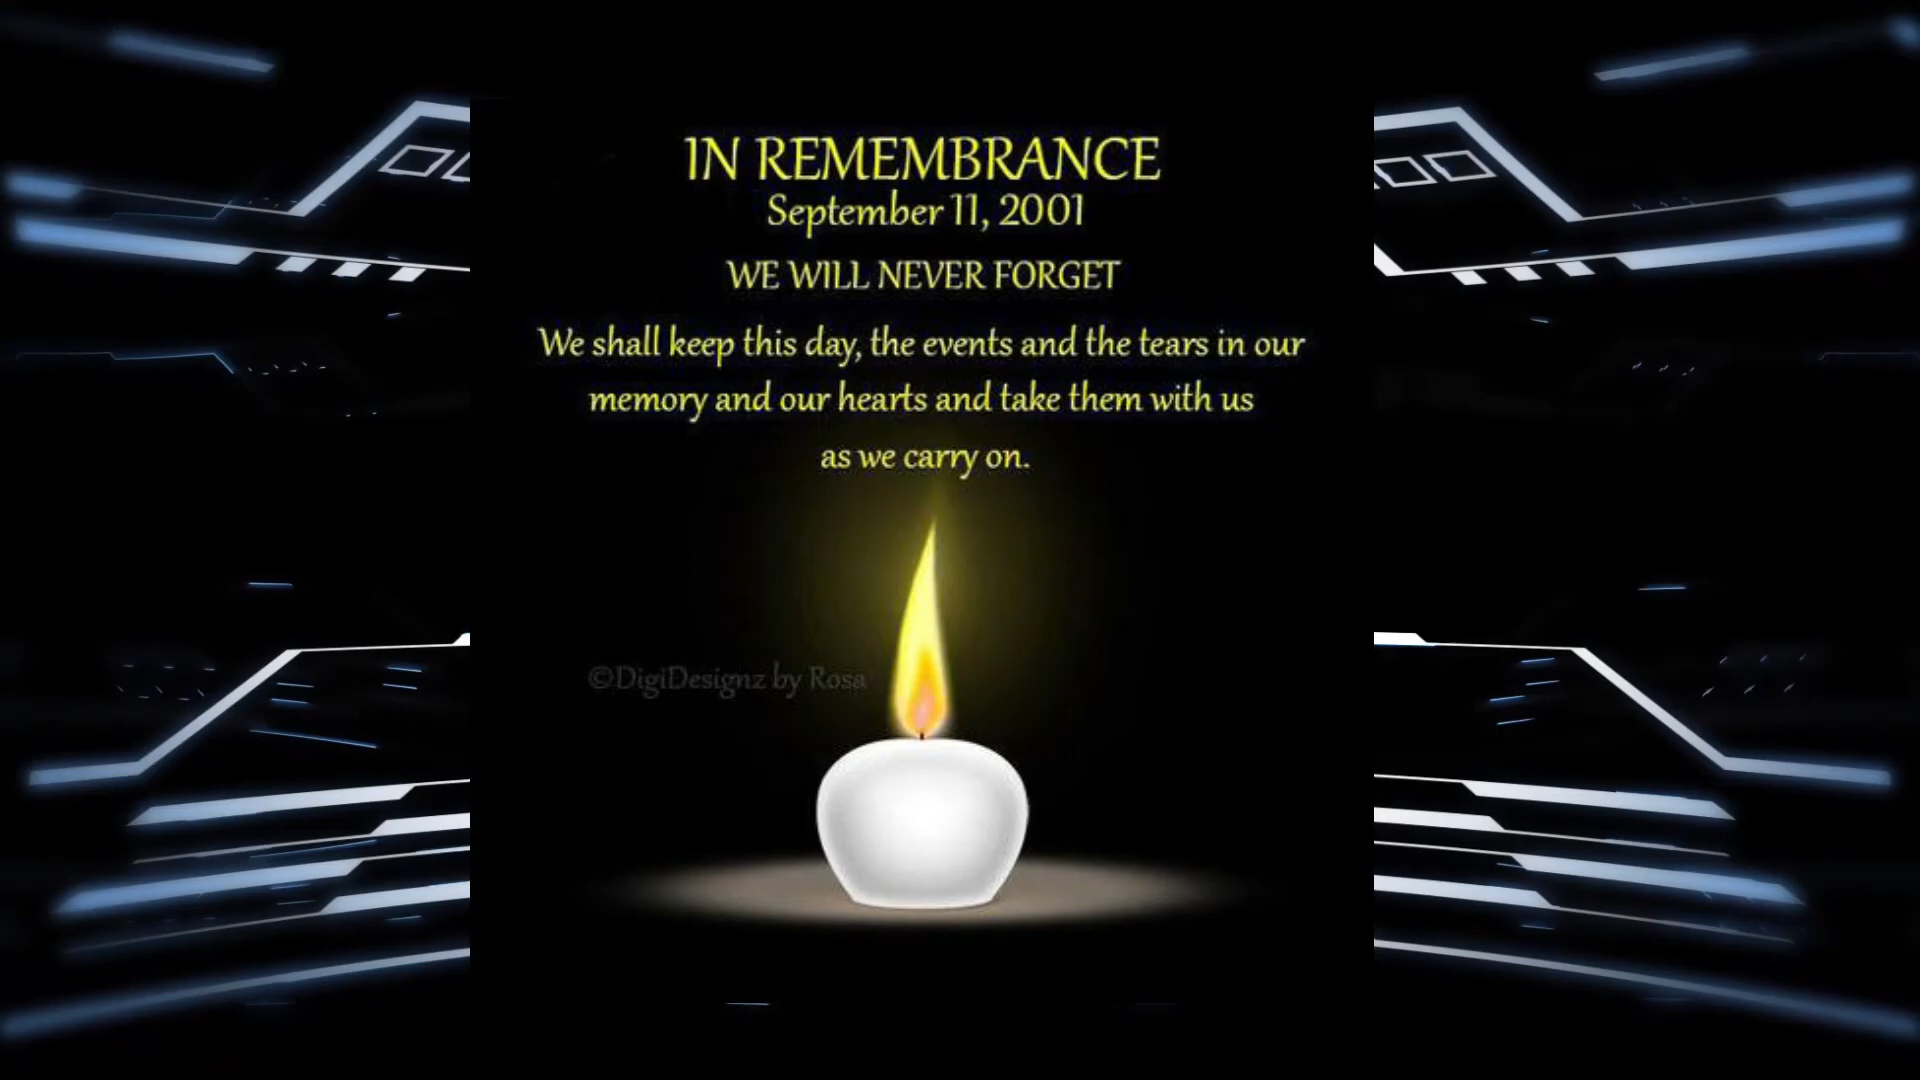 IN REMEMBRANCE
September 11, 2001
WE WILL NEVER FORGET
We shall keep this day, the events and the tears in our
memory and our hearts and take them with us
as we carry on.
©DigiDesignz by Rosa